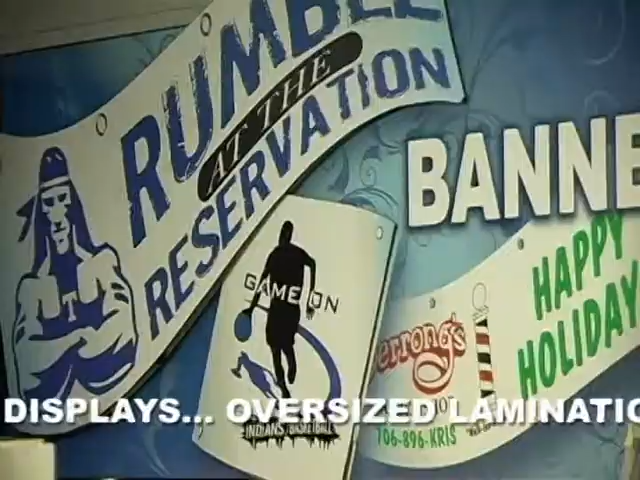 RUMBLE
AT THE
RESERVATION
BANNE
GAME ON
HAPPY
HOLIDAY
errong's
706-896-KRIS
DISPLAYS... OVERSIZED LAMINATIO
INDIANS BASKETBALL